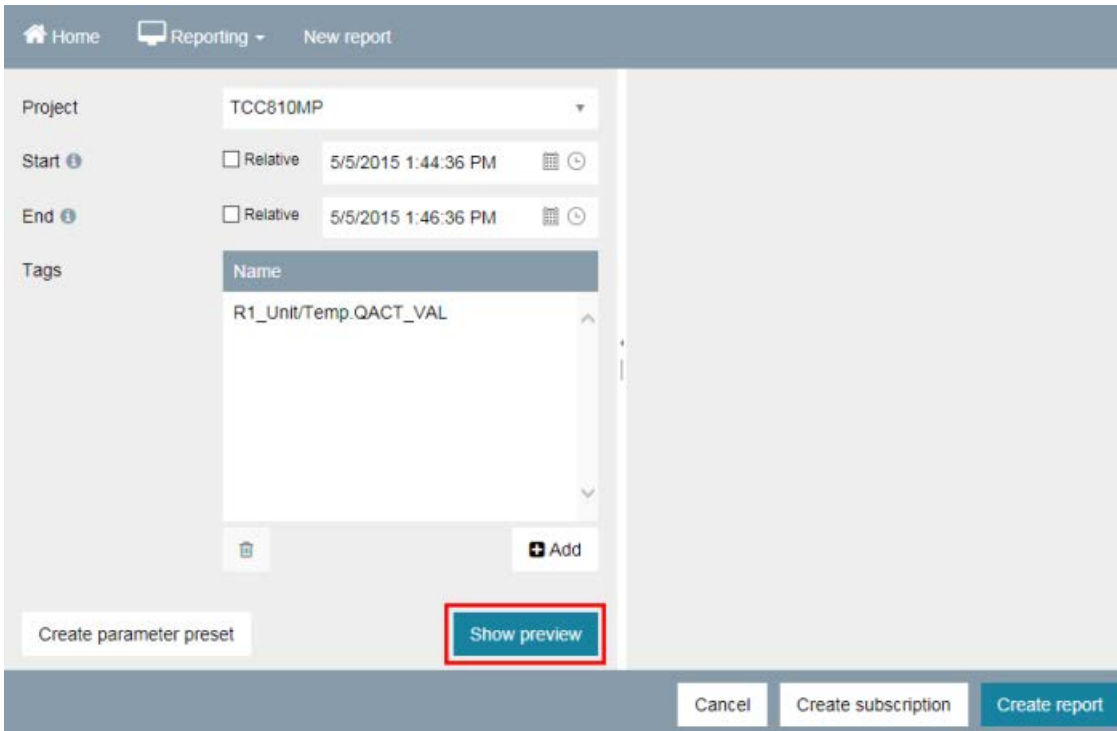 Home Reporting New report
Project TCC810MP
Start Relative 5/5/2015 1:44:36 PM
End Relative 5/5/2015 1:46:36 PM
Tags Name
R1_Unit/Temp.QACT_VAL
Add
Create parameter preset Show preview
Cancel Create subscription Create report